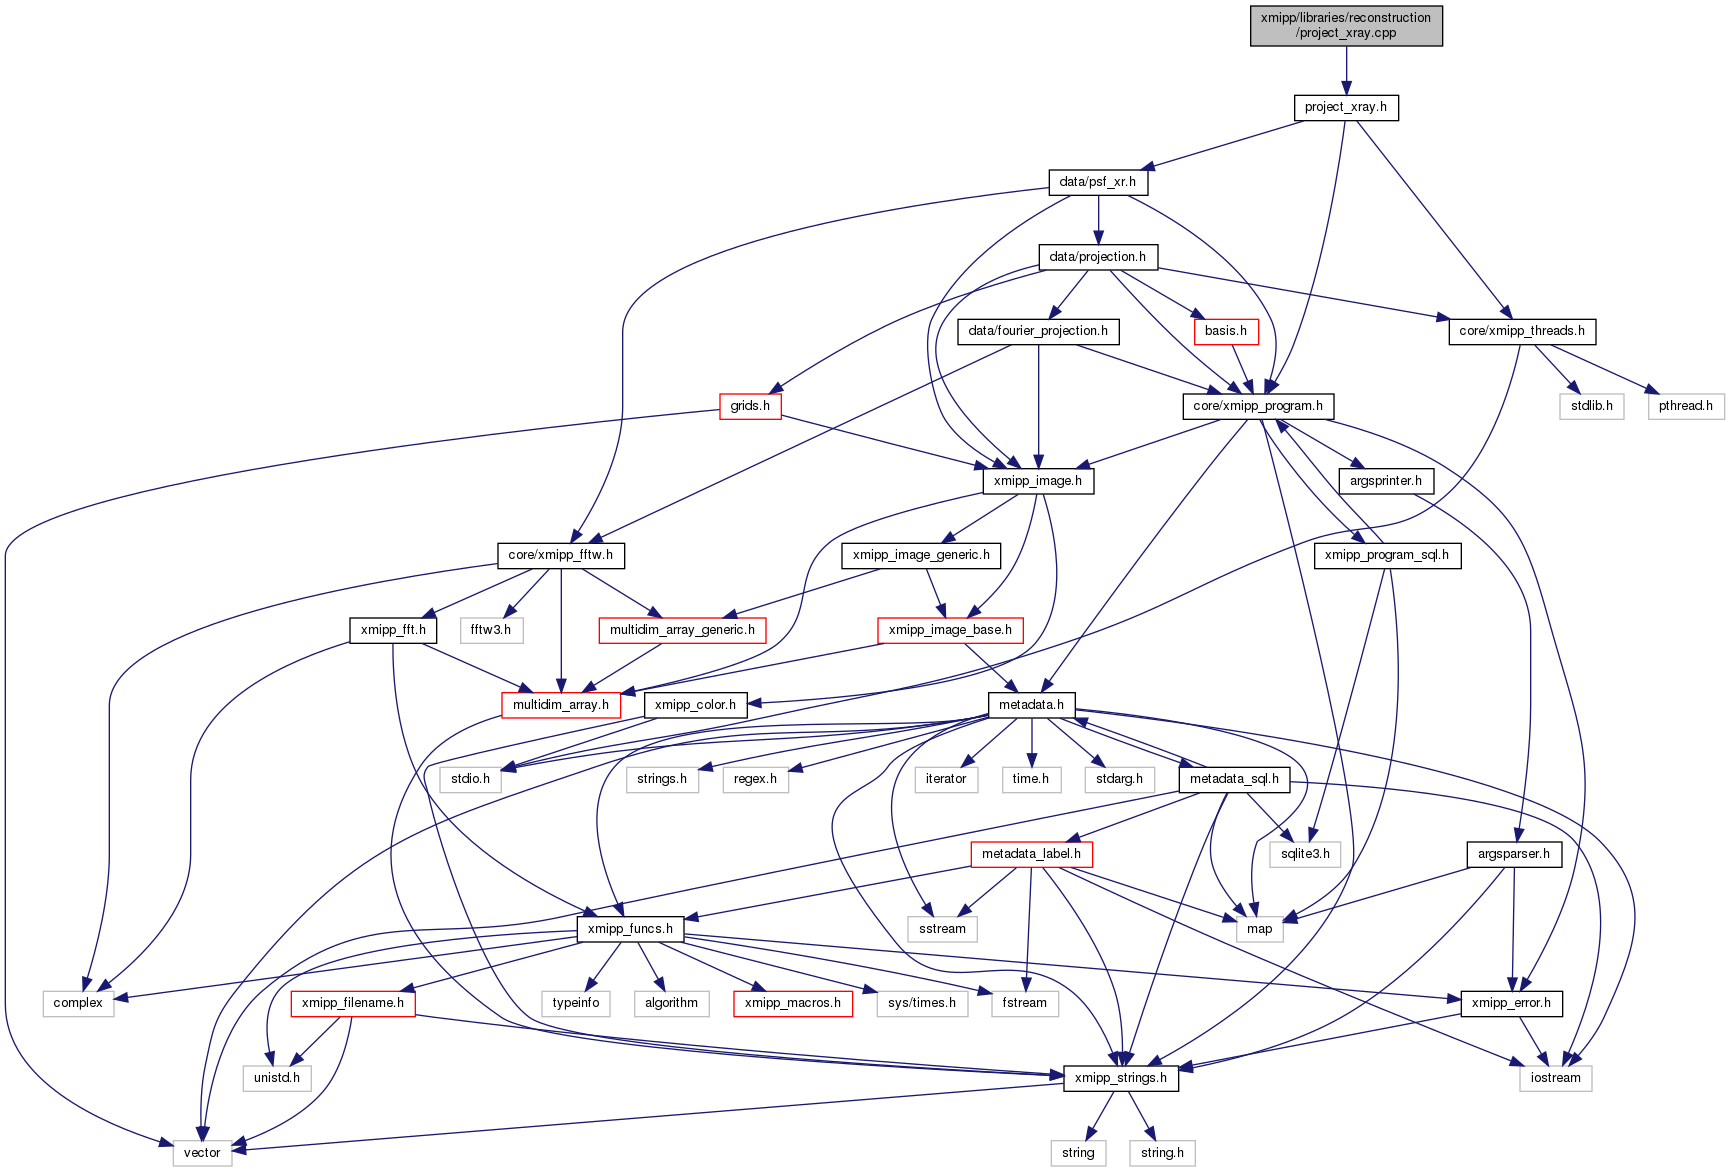 xmipp/libraries/reconstruction
/project_xray.cpp
project_xray.h
data/psf_xr.h
data/projection.h
data/fourier_projection.h
basis.h
core/xmipp_threads.h
grids.h
core/xmipp_program.h
stdlib.h
pthread.h
xmipp_image.h
argsprinter.h
core/xmipp_fftw.h
xmipp_image_generic.h
xmipp_program_sql.h
xmipp_fft.h
fftw3.h
multidim_array_generic.h
xmipp_image_base.h
multidim_array.h
xmipp_color.h
metadata.h
stdio.h
strings.h
regex.h
iterator
time.h
stdarg.h
metadata_sql.h
metadata_label.h
sqlite3.h
argsparser.h
xmipp_funcs.h
sstream
map
complex
xmipp_filename.h
typeinfo
algorithm
xmipp_macros.h
sys/times.h
fstream
xmipp_error.h
unistd.h
xmipp_strings.h
iostream
vector
string
string.h